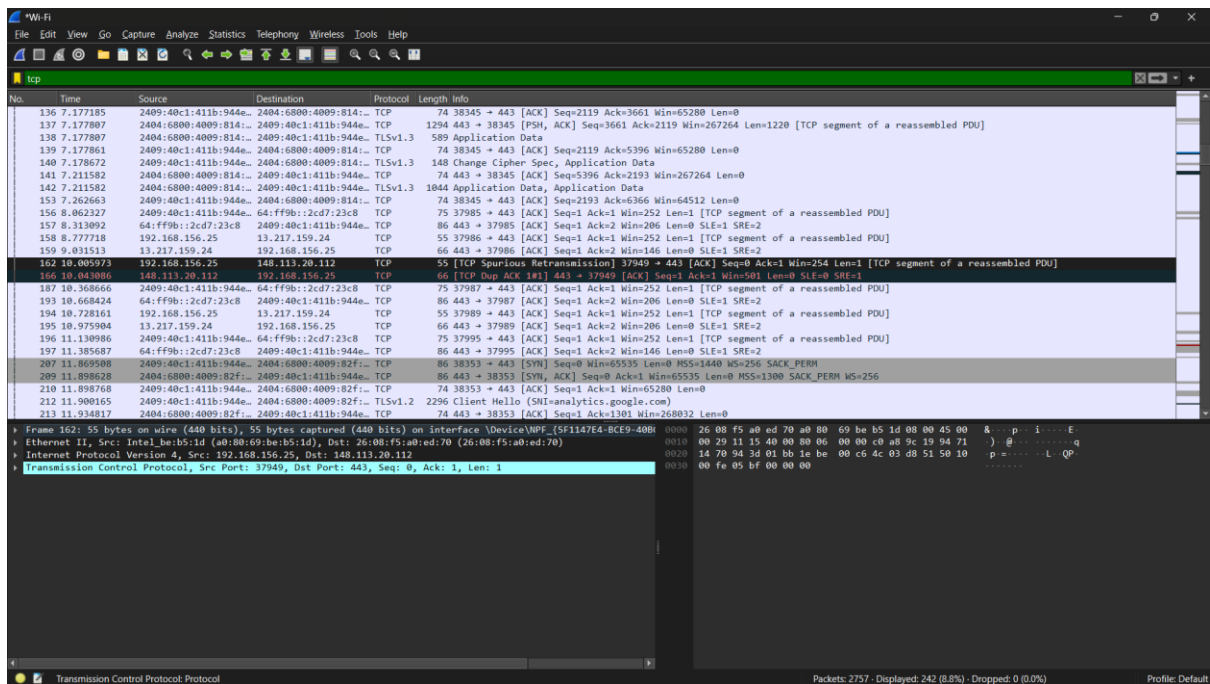 *Wi-Fi
File Edit View Go Capture Analyze Statistics Telephony Wireless Tools Help
tcp
No. Time Source Destination Protocol Length Info
136 7.177185 2409:40c1:411b:944e… 2404:6800:4009:814:… TCP 74 38345 → 443 [ACK] Seq=2119 Ack=3661 Win=65280 Len=0
137 7.177807 2404:6800:4009:814:… 2409:40c1:411b:944e… TCP 1294 443 → 38345 [PSH, ACK] Seq=3661 Ack=2119 Win=267264 Len=1220 [TCP segment of a reassembled PDU]
138 7.177807 2404:6800:4009:814:… 2409:40c1:411b:944e… TLSv1.3 589 Application Data
139 7.177861 2409:40c1:411b:944e… 2404:6800:4009:814:… TCP 74 38345 → 443 [ACK] Seq=2119 Ack=5396 Win=65280 Len=0
140 7.178672 2409:40c1:411b:944e… 2404:6800:4009:814:… TLSv1.3 148 Change Cipher Spec, Application Data
141 7.211582 2404:6800:4009:814:… 2409:40c1:411b:944e… TCP 74 443 → 38345 [ACK] Seq=5396 Ack=2193 Win=267264 Len=0
142 7.211582 2404:6800:4009:814:… 2409:40c1:411b:944e… TLSv1.3 1044 Application Data, Application Data
153 7.262663 2409:40c1:411b:944e… 2404:6800:4009:814:… TCP 74 38345 → 443 [ACK] Seq=2193 Ack=6366 Win=64512 Len=0
156 8.062327 2409:40c1:411b:944e… 64:ff9b::2cd7:23c8 TCP 75 37985 → 443 [ACK] Seq=1 Ack=1 Win=252 Len=1 [TCP segment of a reassembled PDU]
157 8.313092 64:ff9b::2cd7:23c8 2409:40c1:411b:944e… TCP 86 443 → 37985 [ACK] Seq=1 Ack=2 Win=206 Len=0 SLE=1 SRE=2
158 8.777718 192.168.156.25 13.217.159.24 TCP 55 37986 → 443 [ACK] Seq=1 Ack=1 Win=252 Len=1 [TCP segment of a reassembled PDU]
159 9.031513 13.217.159.24 192.168.156.25 TCP 66 443 → 37986 [ACK] Seq=1 Ack=2 Win=146 Len=0 SLE=1 SRE=2
162 10.005973 192.168.156.25 148.113.20.112 TCP 55 [TCP Spurious Retransmission] 37949 → 443 [ACK] Seq=0 Ack=1 Win=254 Len=1 [TCP segment of a reassembled PDU]
166 10.043086 148.113.20.112 192.168.156.25 TCP 66 [TCP Dup ACK 1#1] 443 → 37949 [ACK] Seq=1 Ack=1 Win=501 Len=0 SLE=0 SRE=1
187 10.368666 2409:40c1:411b:944e… 64:ff9b::2cd7:23c8 TCP 75 37987 → 443 [ACK] Seq=1 Ack=1 Win=252 Len=1 [TCP segment of a reassembled PDU]
193 10.668424 64:ff9b::2cd7:23c8 2409:40c1:411b:944e… TCP 86 443 → 37987 [ACK] Seq=1 Ack=2 Win=206 Len=0 SLE=1 SRE=2
194 10.728161 192.168.156.25 13.217.159.24 TCP 55 37989 → 443 [ACK] Seq=1 Ack=1 Win=252 Len=1 [TCP segment of a reassembled PDU]
195 10.975904 13.217.159.24 192.168.156.25 TCP 66 443 → 37989 [ACK] Seq=1 Ack=2 Win=206 Len=0 SLE=1 SRE=2
196 11.130986 2409:40c1:411b:944e… 64:ff9b::2cd7:23c8 TCP 75 37995 → 443 [ACK] Seq=1 Ack=1 Win=252 Len=1 [TCP segment of a reassembled PDU]
197 11.385687 64:ff9b::2cd7:23c8 2409:40c1:411b:944e… TCP 86 443 → 37995 [ACK] Seq=1 Ack=2 Win=146 Len=0 SLE=1 SRE=2
207 11.869508 2409:40c1:411b:944e… 2404:6800:4009:82f:… TCP 86 38353 → 443 [SYN] Seq=0 Win=65535 Len=0 MSS=1440 WS=256 SACK_PERM
209 11.898628 2404:6800:4009:82f:… 2409:40c1:411b:944e… TCP 86 443 → 38353 [SYN, ACK] Seq=0 Ack=1 Win=65535 Len=0 MSS=1300 SACK_PERM WS=256
210 11.898768 2409:40c1:411b:944e… 2404:6800:4009:82f:… TCP 74 38353 → 443 [ACK] Seq=1 Ack=1 Win=65280 Len=0
212 11.900165 2409:40c1:411b:944e… 2404:6800:4009:82f:… TLSv1.2 2296 Client Hello (SNI=analytics.google.com)
213 11.934817 2404:6800:4009:82f:… 2409:40c1:411b:944e… TCP 74 443 → 38353 [ACK] Seq=1 Ack=1301 Win=268032 Len=0
Frame 162: 55 bytes on wire (440 bits), 55 bytes captured (440 bits) on interface \Device\NPF_{5F1147E4-BCE9-40B
Ethernet II, Src: Intel_be:b5:1d (a0:80:69:be:b5:1d), Dst: 26:08:f5:a0:ed:70 (26:08:f5:a0:ed:70)
Internet Protocol Version 4, Src: 192.168.156.25, Dst: 148.113.20.112
Transmission Control Protocol, Src Port: 37949, Dst Port: 443, Seq: 0, Ack: 1, Len: 1
0000 26 08 f5 a0 ed 70 a0 80 69 be b5 1d 08 00 45 00 &····p·· i·····E·
0010 00 29 11 15 40 00 80 06 00 00 c0 a8 9c 19 94 71 ·)··@··· ·······q
0020 14 70 94 3d 01 bb 1e be 00 c6 4c 03 d8 51 50 10 ·p·=···· ··L··QP·
0030 00 fe 05 bf 00 00 00 ·······
Transmission Control Protocol: Protocol
Packets: 2757 · Displayed: 242 (8.8%) · Dropped: 0 (0.0%)
Profile: Default